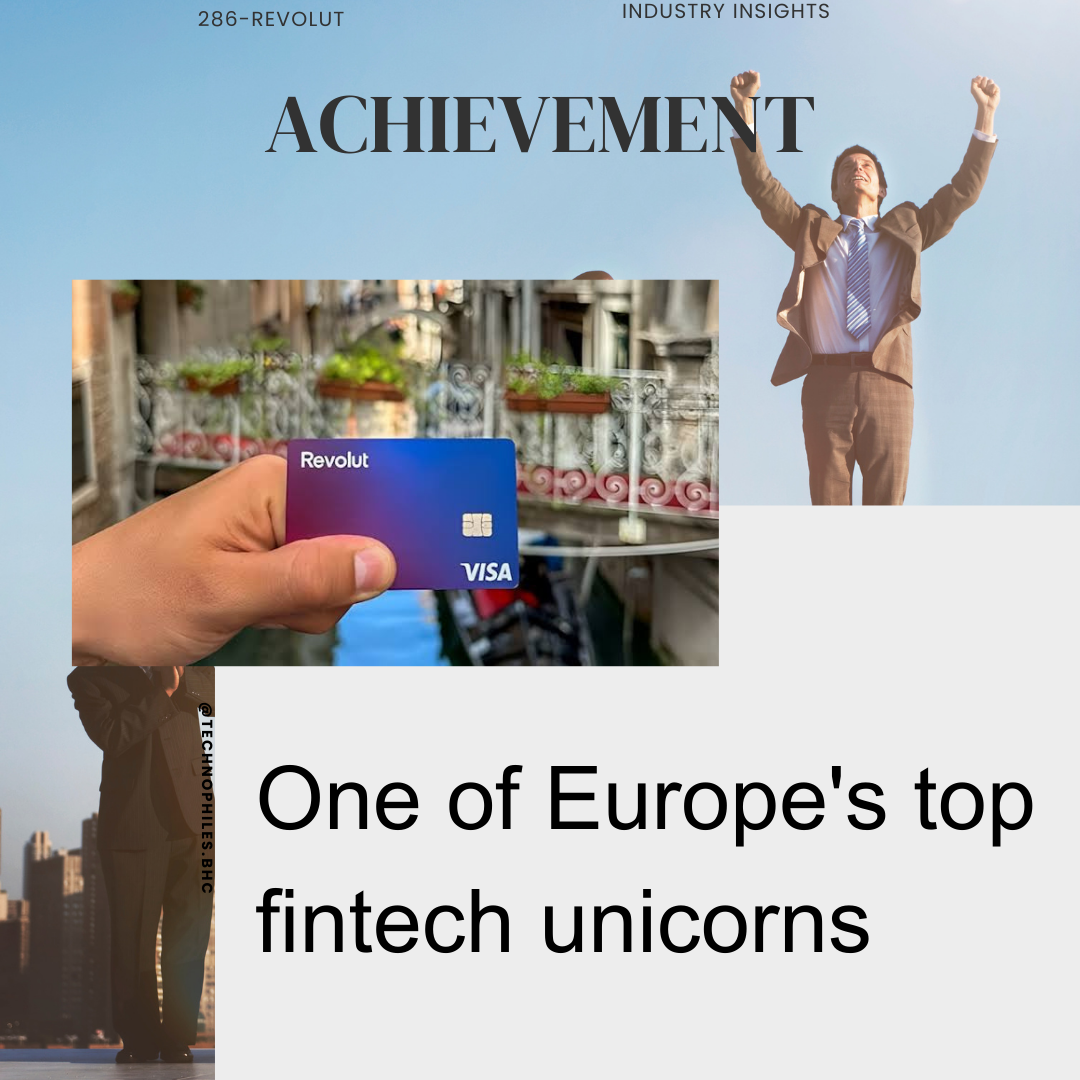 286-REVOLUT
INDUSTRY INSIGHTS
ACHIEVEMENT
Revolut
VISA
@TECHNOPHILES.BHC
One of Europe's top
fintech unicorns